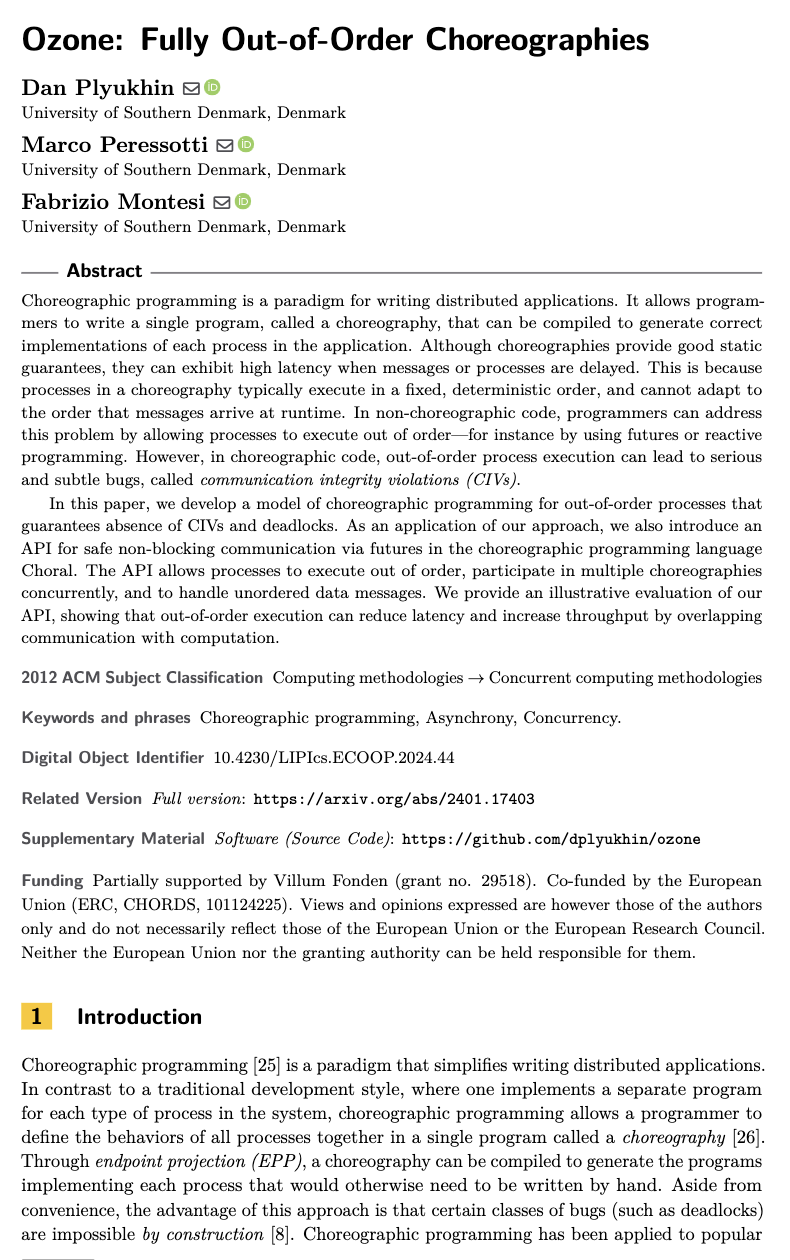 Ozone: Fully Out-of-Order Choreographies
Dan Plyukhin
University of Southern Denmark, Denmark
Marco Peressotti
University of Southern Denmark, Denmark
Fabrizio Montesi
University of Southern Denmark, Denmark
Abstract
Choreographic programming is a paradigm for writing distributed applications. It allows program-
mers to write a single program, called a choreography, that can be compiled to generate correct
implementations of each process in the application. Although choreographies provide good static
guarantees, they can exhibit high latency when messages or processes are delayed. This is because
processes in a choreography typically execute in a fixed, deterministic order, and cannot adapt to
the order that messages arrive at runtime. In non-choreographic code, programmers can address
this problem by allowing processes to execute out of order—for instance by using futures or reactive
programming. However, in choreographic code, out-of-order process execution can lead to serious
and subtle bugs, called communication integrity violations (CIVs).
In this paper, we develop a model of choreographic programming for out-of-order processes that
guarantees absence of CIVs and deadlocks. As an application of our approach, we also introduce an
API for safe non-blocking communication via futures in the choreographic programming language
Choral. The API allows processes to execute out of order, participate in multiple choreographies
concurrently, and to handle unordered data messages. We provide an illustrative evaluation of our
API, showing that out-of-order execution can reduce latency and increase throughput by overlapping
communication with computation.
2012 ACM Subject Classification Computing methodologies → Concurrent computing methodologies
Keywords and phrases Choreographic programming, Asynchrony, Concurrency.
Digital Object Identifier 10.4230/LIPIcs.ECOOP.2024.44
Related Version Full version: https://arxiv.org/abs/2401.17403
Supplementary Material Software (Source Code): https://github.com/dplyukhin/ozone
Funding Partially supported by Villum Fonden (grant no. 29518). Co-funded by the European
Union (ERC, CHORDS, 101124225). Views and opinions expressed are however those of the authors
only and do not necessarily reflect those of the European Union or the European Research Council.
Neither the European Union nor the granting authority can be held responsible for them.
1 Introduction
Choreographic programming [25] is a paradigm that simplifies writing distributed applications.
In contrast to a traditional development style, where one implements a separate program
for each type of process in the system, choreographic programming allows a programmer to
define the behaviors of all processes together in a single program called a choreography [26].
Through endpoint projection (EPP), a choreography can be compiled to generate the programs
implementing each process that would otherwise need to be written by hand. Aside from
convenience, the advantage of this approach is that certain classes of bugs (such as deadlocks)
are impossible by construction [8]. Choreographic programming has been applied to popular